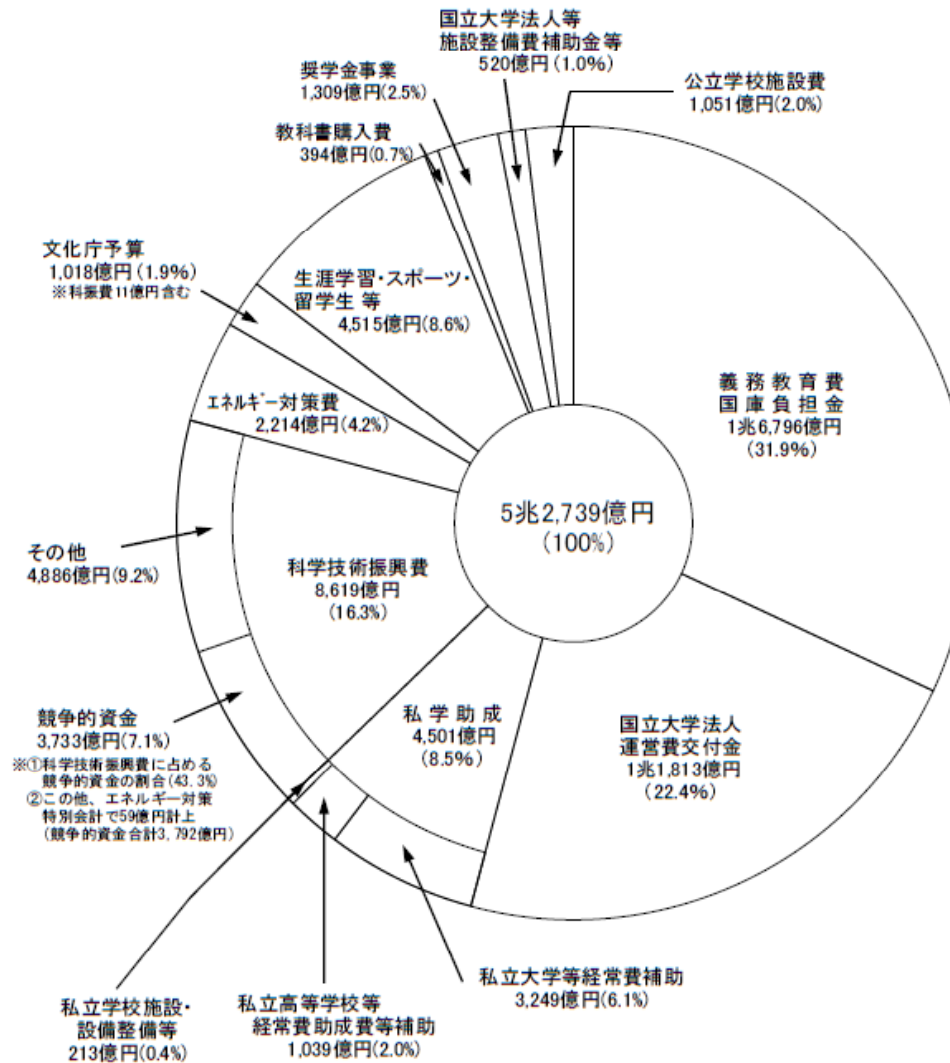 国立大学法人等
施設整備費補助金等
520億円(1.0%)
公立学校施設費
1,051億円(2.0%)
奨学金事業
1,309億円(2.5%)
教科書購入費
394億円(0.7%)
文化庁予算
1,018億円(1.9%)
※科振費11億円含む
生涯学習・スポーツ・
留学生 等
4,515億円(8.6%)
エネルギー対策費
2,214億円(4.2%)
義務教育費
国庫負担金
1兆6,796億円
(31.9%)
5兆2,739億円
(100%)
その他
4,886億円(9.2%)
科学技術振興費
8,619億円
(16.3%)
競争的資金
3,733億円(7.1%)
※①科学技術振興費に占める
競争的資金の割合(43.3%)
②この他、エネルギー対策
特別会計で59億円計上
(競争的資金合計3,792億円)
私学助成
4,501億円
(8.5%)
国立大学法人
運営費交付金
1兆1,813億円
(22.4%)
私立大学等経常費補助
3,249億円(6.1%)
私立高等学校等
経常費助成費等補助
1,039億円(2.0%)
私立学校施設・
設備整備等
213億円(0.4%)